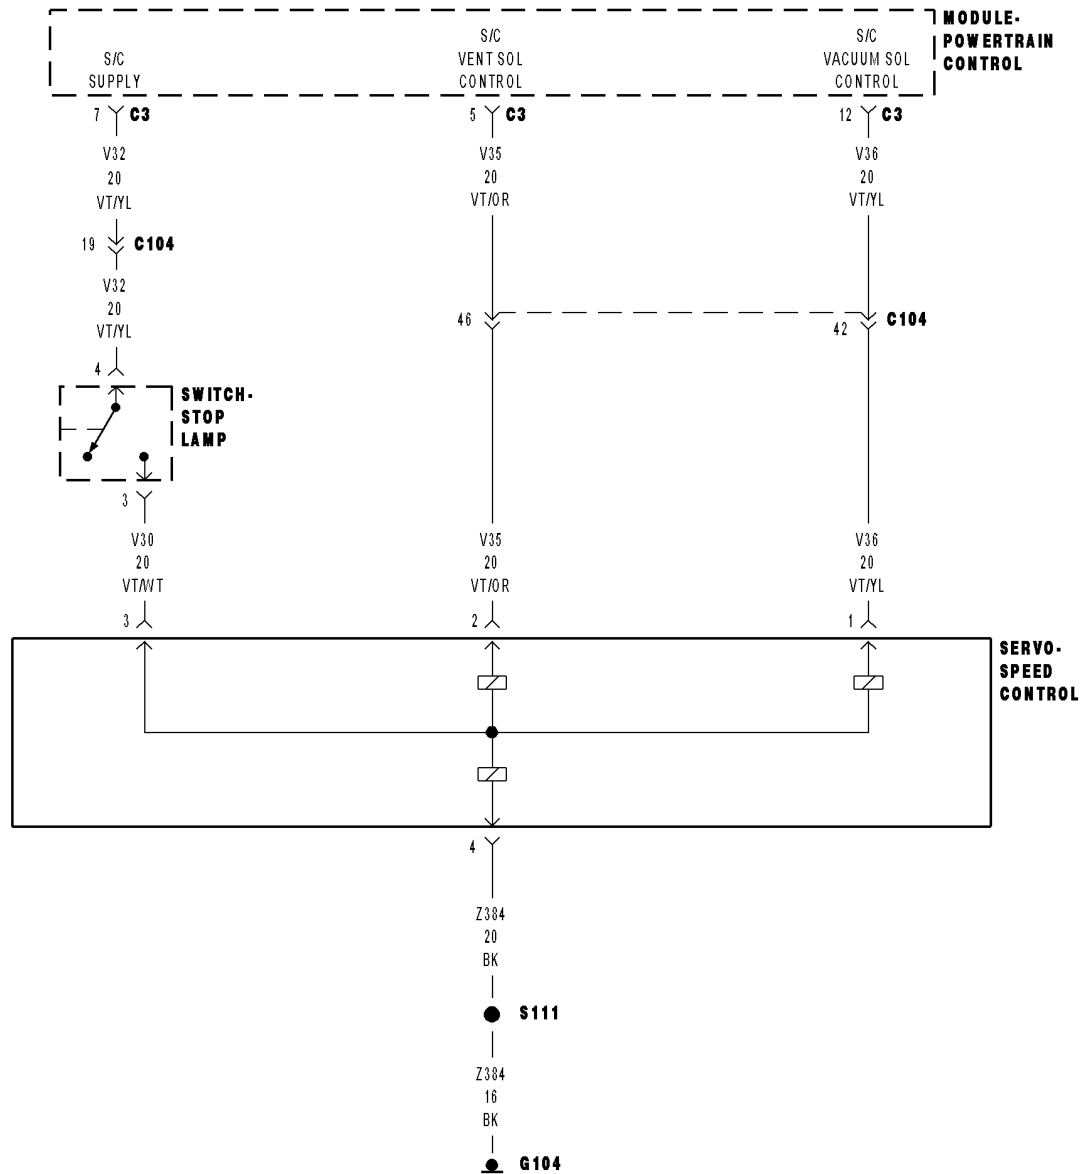 MODULE-
POWERTRAIN
CONTROL
S/C
SUPPLY
S/C
VENT SOL
CONTROL
S/C
VACUUM SOL
CONTROL
7 C3
5 C3
12 C3
V32
20
VT/YL
V35
20
VT/OR
V36
20
VT/YL
19 C104
V32
20
VT/YL
46
42 C104
4
SWITCH-
STOP
LAMP
3
V30
20
VT/WT
V35
20
VT/OR
V36
20
VT/YL
3
2
1
SERVO-
SPEED
CONTROL
4
Z384
20
BK
S111
Z384
16
BK
G104